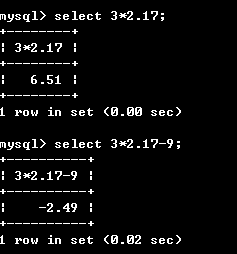 mysql> select 3*2.17;
+--------+
| 3*2.17 |
+--------+
|   6.51 |
+--------+
1 row in set (0.00 sec)
mysql> select 3*2.17-9;
+----------+
| 3*2.17-9 |
+----------+
|    -2.49 |
+----------+
1 row in set (0.02 sec)